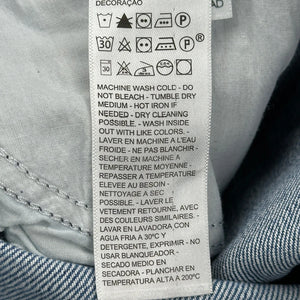 DECORAÇÃO
P
®
30
P
MACHINE WASH COLD - DO
NOT BLEACH - TUMBLE DRY
MEDIUM - HOT IRON IF
NEEDED - DRY CLEANING
POSSIBLE. - WASH INSIDE
OUT WITH LIKE COLORS. -
LAVER EN MACHINE A L'EAU
FROIDE - NE PAS BLANCHIR -
SECHER EN MACHINE A
TEMPERATURE MOYENNE -
REPASSER A TEMPERATURE
ELEVEE AU BESOIN -
NETTOYAGE A SEC
POSSIBLE. - LAVER LE
VETEMENT RETOURNE, AVEC
DES COULEURS SIMILAIRES. -
LAVAR EN LAVADORA CON
AGUA FRIA A 30ºC Y
DETERGENTE, EXPRIMIR - NO
USAR BLANQUEADOR -
SECADO MEDIO EN
SECADORA - PLANCHAR EN
TEMPERATURA ALTA A 200ºC